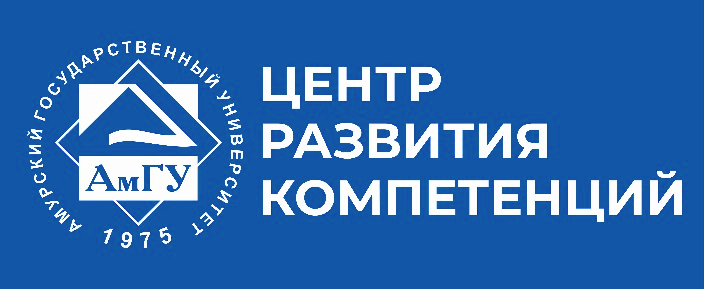 АМУРСКИЙ ГОСУДАРСТВЕННЫЙ УНИВЕРСИТЕТ
АмГУ
1975
ЦЕНТР
РАЗВИТИЯ
КОМПЕТЕНЦИЙ